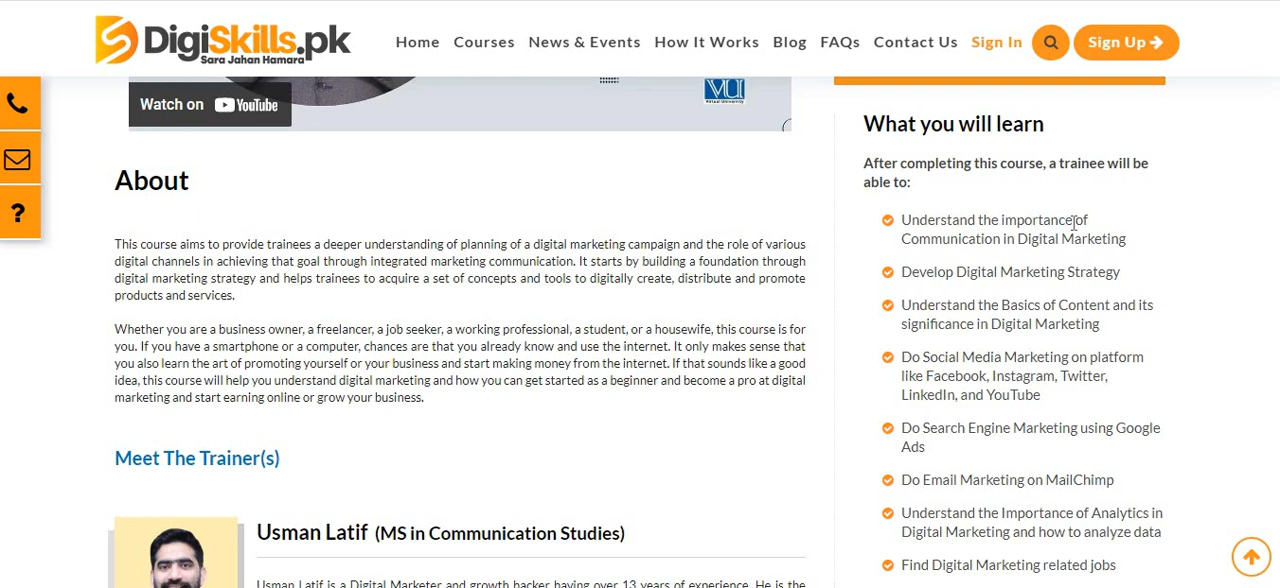 DigiSkills.pk
Sara Jahan Hamara
Home Courses News & Events How It Works Blog FAQs Contact Us Sign In Sign Up
Watch on YouTube
VU
Virtual University
About
This course aims to provide trainees a deeper understanding of planning of a digital marketing campaign and the role of various
digital channels in achieving that goal through integrated marketing communication. It starts by building a foundation through
digital marketing strategy and helps trainees to acquire a set of concepts and tools to digitally create, distribute and promote
products and services.
Whether you are a business owner, a freelancer, a job seeker, a working professional, a student, or a housewife, this course is for
you. If you have a smartphone or a computer, chances are that you already know and use the internet. It only makes sense that
you also learn the art of promoting yourself or your business and start making money from the internet. If that sounds like a good
idea, this course will help you understand digital marketing and how you can get started as a beginner and become a pro at digital
marketing and start earning online or grow your business.
Meet The Trainer(s)
Usman Latif (MS in Communication Studies)
Usman Latif is a Digital Marketer and growth hacker having over 13 years of experience. He is the
What you will learn
After completing this course, a trainee will be
able to:
Understand the importance of
Communication in Digital Marketing
Develop Digital Marketing Strategy
Understand the Basics of Content and its
significance in Digital Marketing
Do Social Media Marketing on platform
like Facebook, Instagram, Twitter,
LinkedIn, and YouTube
Do Search Engine Marketing using Google
Ads
Do Email Marketing on MailChimp
Understand the Importance of Analytics in
Digital Marketing and how to analyze data
Find Digital Marketing related jobs